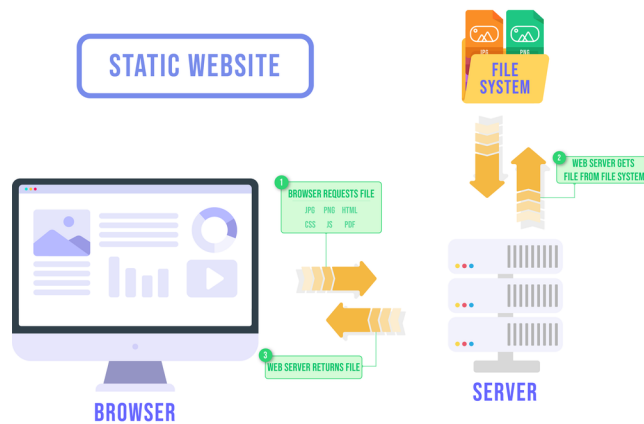 STATIC WEBSITE
JPG
PNG
FILE
SYSTEM
2
WEB SERVER GETS
FILE FROM FILE SYSTEM
1
BROWSER REQUESTS FILE
JPG PNG HTML
CSS JS PDF
3
WEB SERVER RETURNS FILE
BROWSER
SERVER